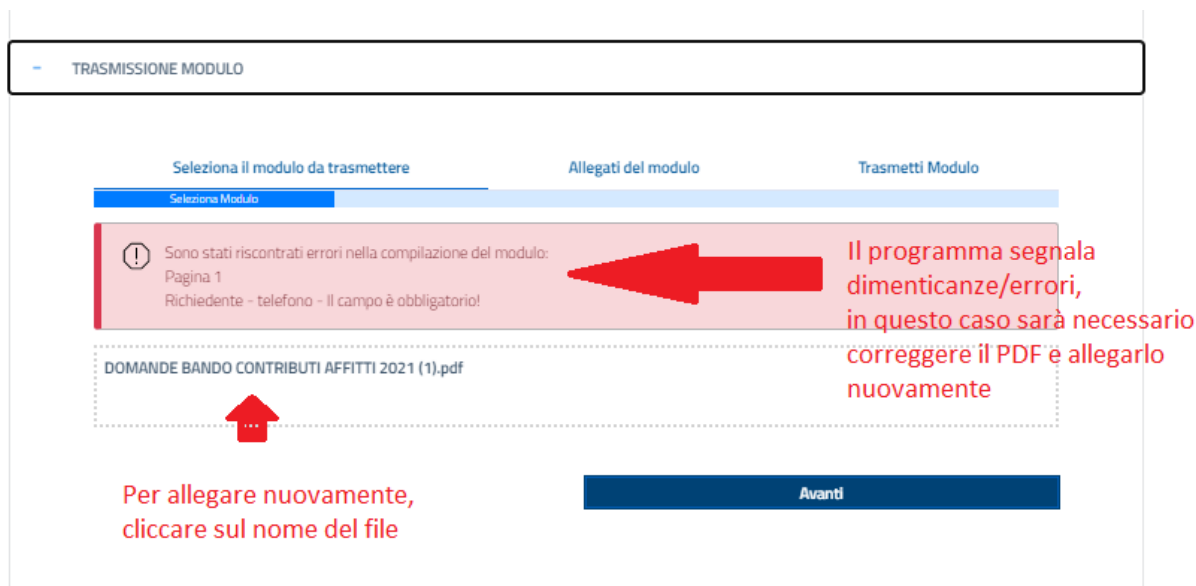 TRASMISSIONE MODULO
Seleziona il modulo da trasmettere
Allegati del modulo
Trasmetti Modulo
Seleziona Modulo
Sono stati riscontrati errori nella compilazione del modulo:
Pagina 1
Richiedente - telefono - Il campo è obbligatorio!
Il programma segnala
dimenticanze/errori,
in questo caso sarà necessario
correggere il PDF e allegarlo
nuovamente
DOMANDE BANDO CONTRIBUTI AFFITTI 2021 (1).pdf
...
Per allegare nuovamente,
cliccare sul nome del file
Avanti